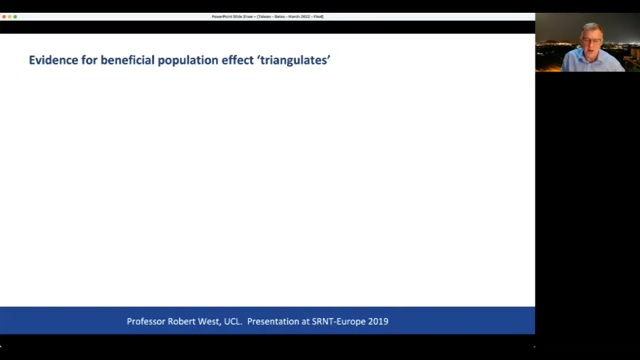 Evidence for beneficial population effect ‘triangulates’
Professor Robert West, UCL. Presentation at SRNT-Europe 2019